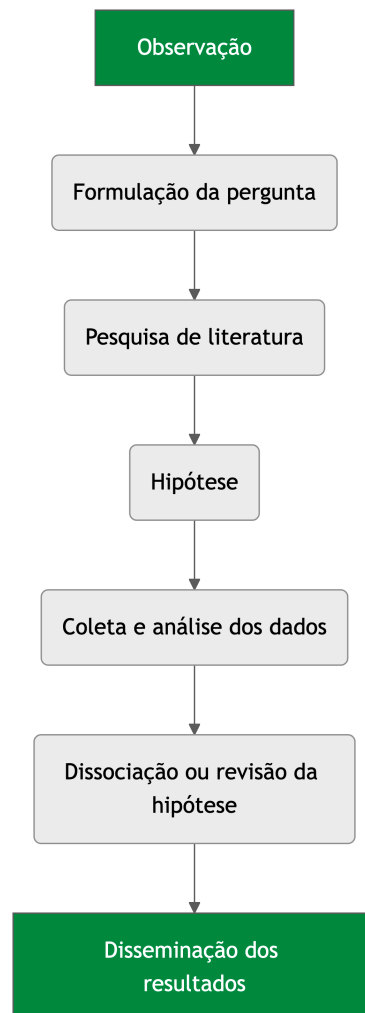 Observação
Formulação da pergunta
Pesquisa de literatura
Hipótese
Coleta e análise dos dados
Dissociação ou revisão da
hipótese
Disseminação dos
resultados